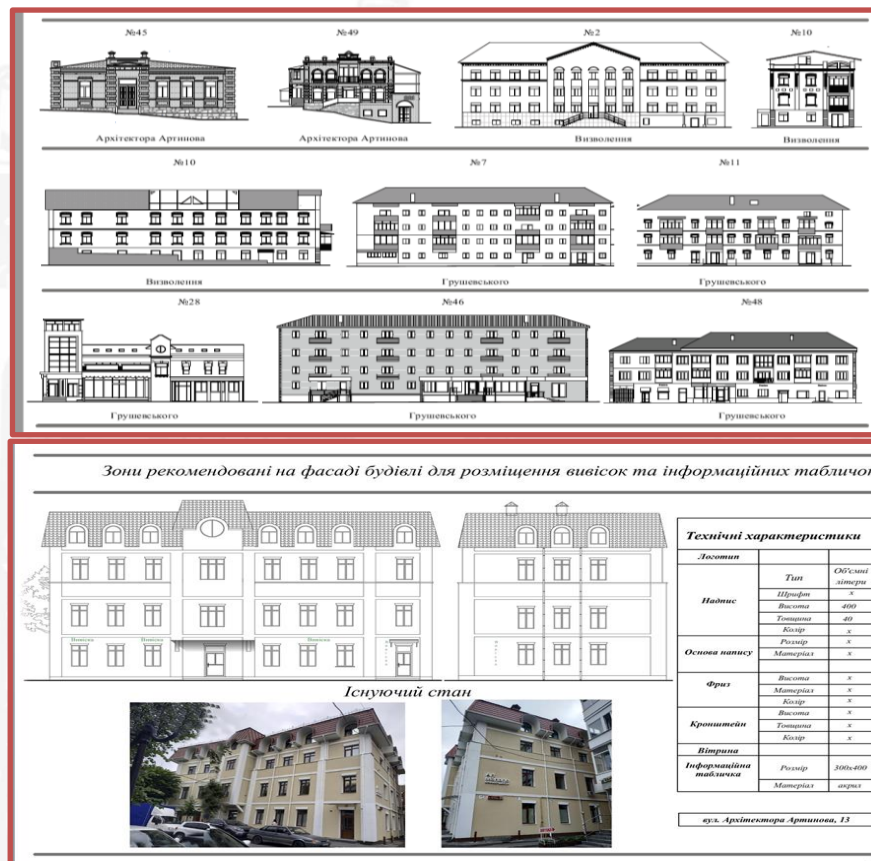 №45 №49 №2 №10
Архітектора Артинова Архітектора Артинова Визволення Визволення
№10 №7 №11
Визволення Грушевського Грушевського
№28 №46 №48
Грушевського Грушевського Грушевського
Зони рекомендовані на фасаді будівлі для розміщення вивісок та інформаційних табличок
Вивіска Вивіска Вивіска
Існуючий стан
Технічні характеристики
Логотип
Надпис
Тип Об'ємні літери
Шрифт х
Висота 400
Товщина 40
Колір х
Основа напису
Розмір х
Матеріал х
Фриз
Висота х
Матеріал х
Колір х
Кронштейн
Висота х
Товщина х
Колір х
Вітрина
Інформаційна табличка
Розмір 300х400
Матеріал акрил
вул. Архітектора Артинова, 13